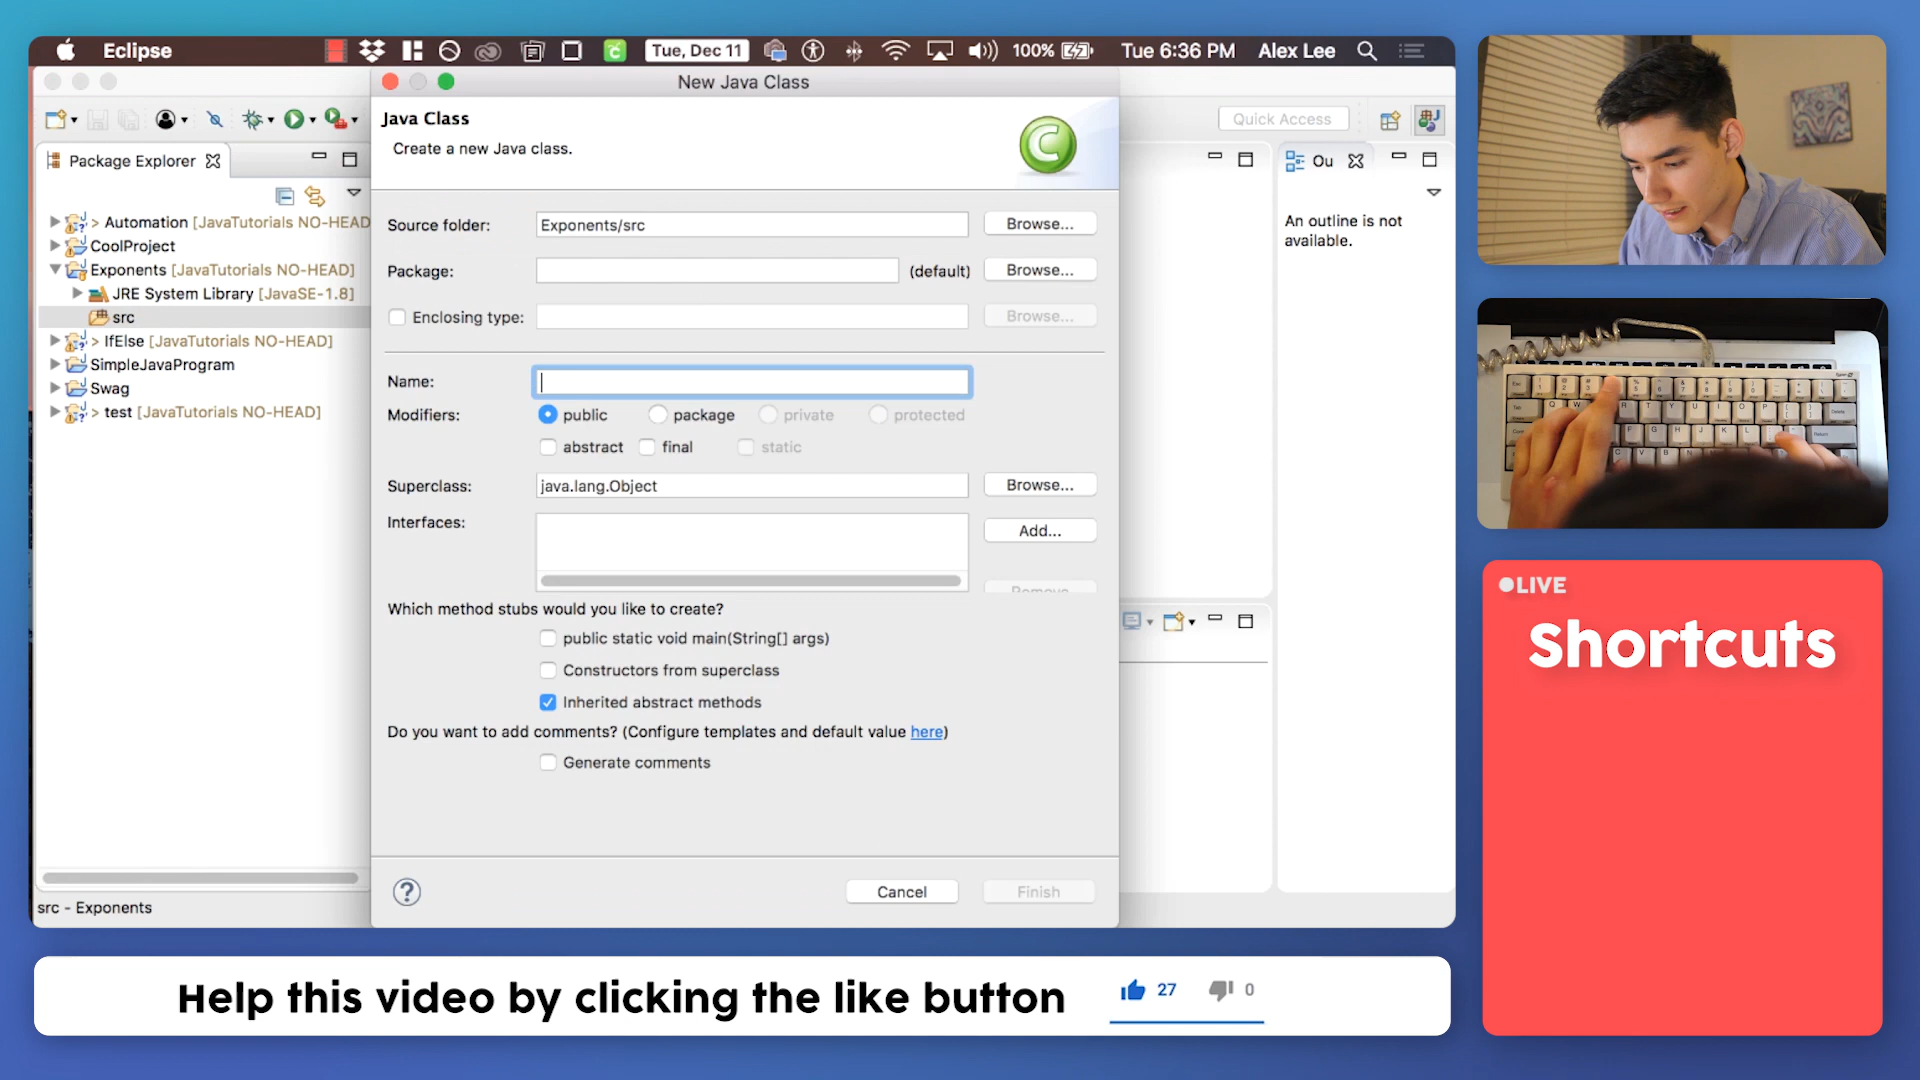 Eclipse
Tue, Dec 11
100%
Tue 6:36 PM
Alex Lee
New Java Class
Java Class
Create a new Java class.
Quick Access
Package Explorer
Ou
An outline is not
available.
> Automation [JavaTutorials NO-HEAD
CoolProject
Exponents [JavaTutorials NO-HEAD]
JRE System Library [JavaSE-1.8]
src
> IfElse [JavaTutorials NO-HEAD]
SimpleJavaProgram
Swag
> test [JavaTutorials NO-HEAD]
Source folder: Exponents/src Browse...
Package: (default) Browse...
Enclosing type: Browse...
Name:
Modifiers: public package private protected
abstract final static
Superclass: java.lang.Object Browse...
Interfaces: Add...
Remove
Which method stubs would you like to create?
public static void main(String[] args)
Constructors from superclass
Inherited abstract methods
Do you want to add comments? (Configure templates and default value here)
Generate comments
? Cancel Finish
src - Exponents
LIVE
Shortcuts
Help this video by clicking the like button
27 0